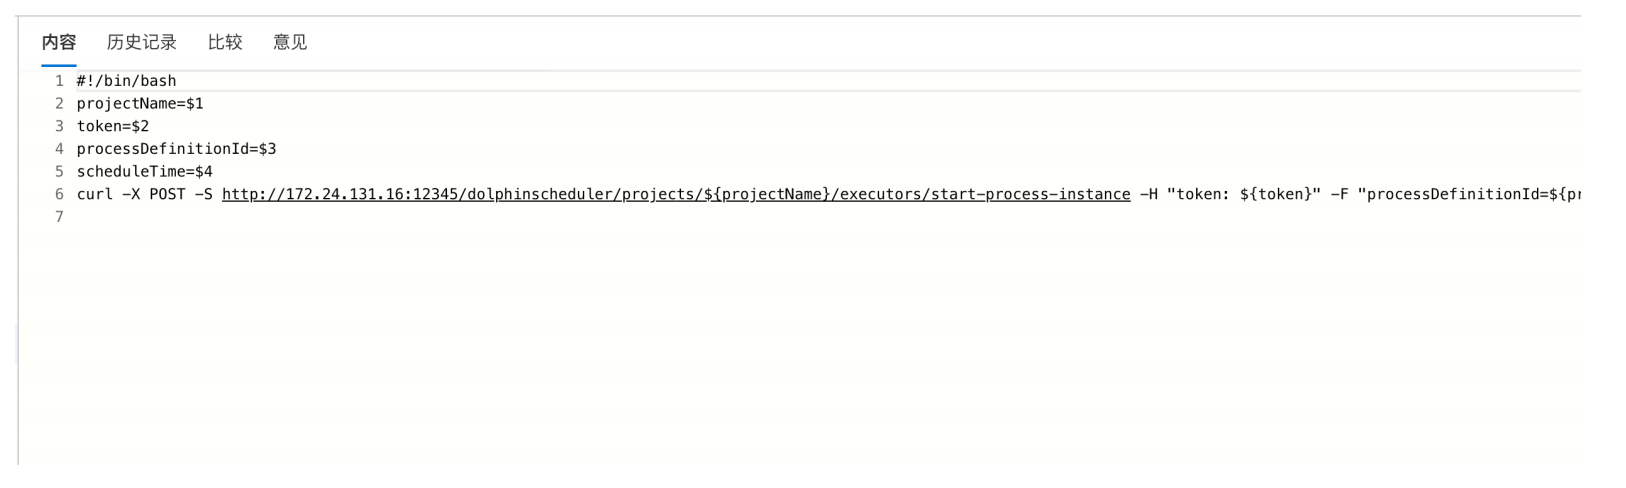 内容 历史记录 比较 意见
1 #!/bin/bash
2 projectName=$1
3 token=$2
4 processDefinitionId=$3
5 scheduleTime=$4
6 curl -X POST -S http://172.24.131.16:12345/dolphinscheduler/projects/${projectName}/executors/start-process-instance -H "token: ${token}" -F "processDefinitionId=${pr
7